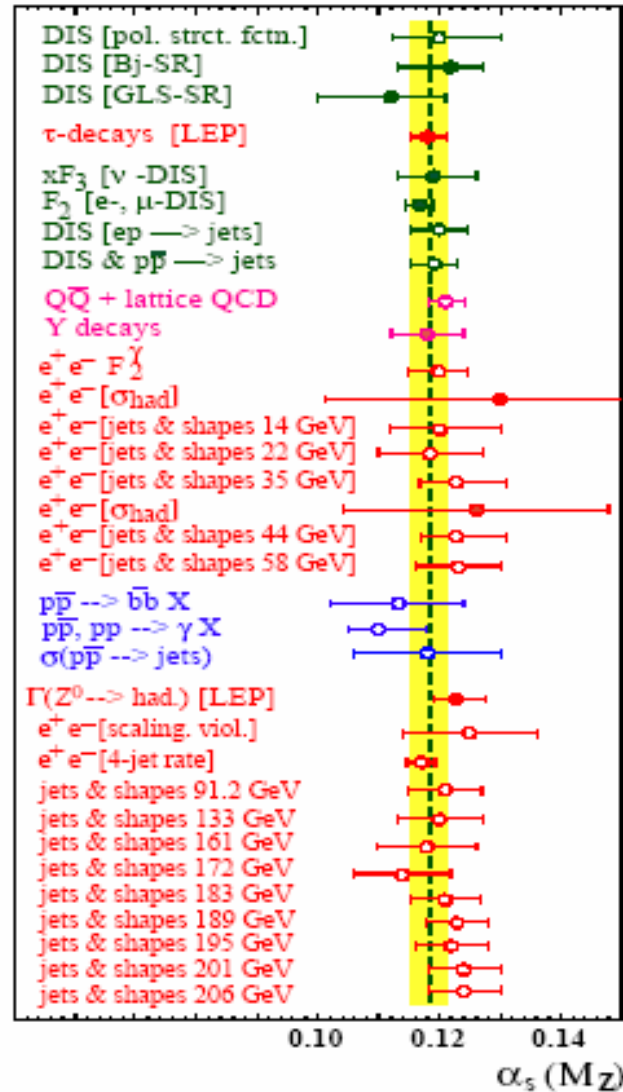 DIS [pol. strct. fctn.]
DIS [Bj-SR]
DIS [GLS-SR]
τ-decays [LEP]
xF₃ [ν -DIS]
F₂ [e-, μ-DIS]
DIS [ep —> jets]
DIS & pp̅ —> jets
QQ̅ + lattice QCD
Υ decays
e⁺e⁻ F₂^γ
e⁺e⁻[σhad]
e⁺e⁻[jets & shapes 14 GeV]
e⁺e⁻[jets & shapes 22 GeV]
e⁺e⁻[jets & shapes 35 GeV]
e⁺e⁻[σhad]
e⁺e⁻[jets & shapes 44 GeV]
e⁺e⁻[jets & shapes 58 GeV]
pp̅ --> bb̅ X
pp̅, pp --> γ X
σ(pp̅ --> jets)
Γ(Z⁰--> had.) [LEP]
e⁺e⁻[scaling. viol.]
e⁺e⁻[4-jet rate]
jets & shapes 91.2 GeV
jets & shapes 133 GeV
jets & shapes 161 GeV
jets & shapes 172 GeV
jets & shapes 183 GeV
jets & shapes 189 GeV
jets & shapes 195 GeV
jets & shapes 201 GeV
jets & shapes 206 GeV
0.10 0.12 0.14
αs (MZ)